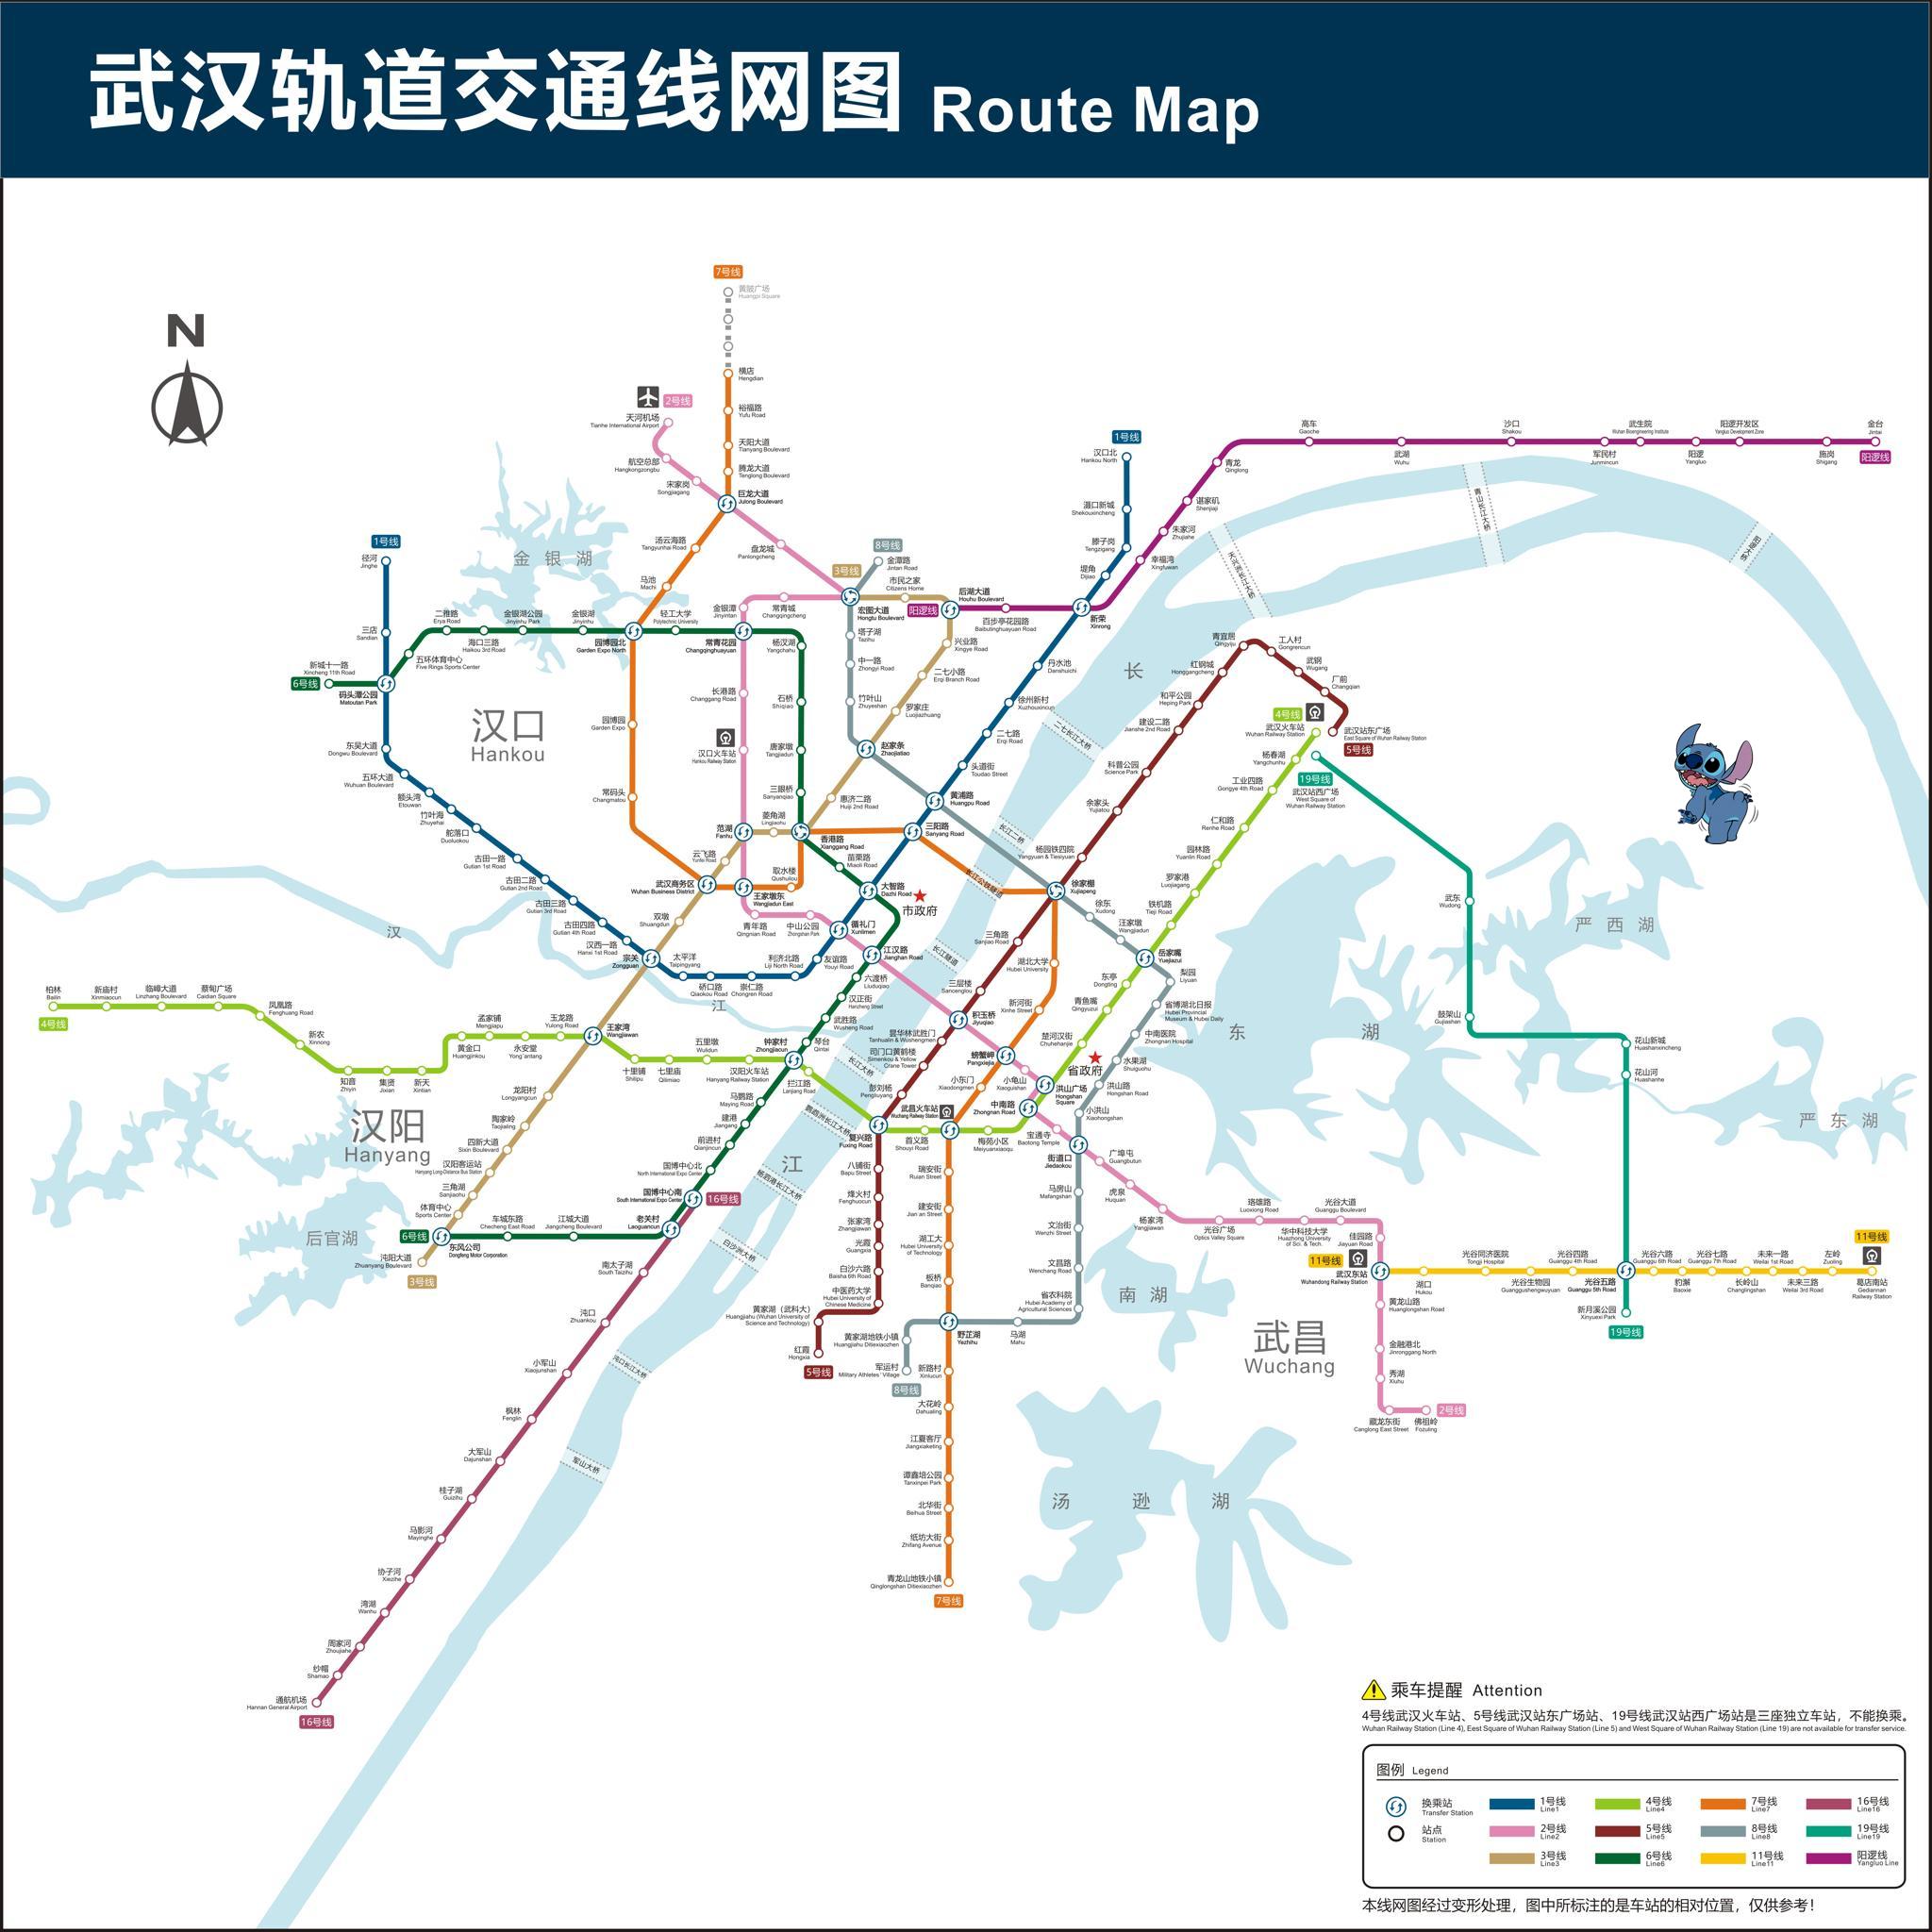 武汉轨道交通线网图 Route Map
N
7号线
黄陂广场
Huangpi Square
横店
Hengdian
裕福路
Yufu Road
天阳大道
Tianyang Boulevard
腾龙大道
Tenglong Boulevard
巨龙大道
Julong Boulevard
2号线
天河机场
Tianhe International Airport
航空总部
Hangkongzongbu
宋家岗
Songjiagang
汤云海路
Tangyunhai Road
马池
Machi
盘龙城
Panlongcheng
1号线
汉口北
Hankou North
滠口新城
Shekouxincheng
滕子岗
Tengzigang
堤角
Dijiao
新荣
Xinrong
青龙
Qinglong
谌家矶
Shenjiaji
朱家河
Zhujiahe
幸福湾
Xingfuwan
高车
Gaoche
武湖
Wuhu
沙口
Shakou
军民村
Junmincun
武生院
Wuhan Bioengineering Institute
阳逻
Yangluo
阳逻开发区
Yangluo Development Zone
施岗
Shigang
金台
Jintai
阳逻线
青山长江大桥
天兴洲长江大桥
阳逻大桥
1号线
径河
Jinghe
三店
Sandian
金 银 湖
8号线
金潭路
Jintan Road
3号线
市民之家
Citizens Home
宏图大道
Hongtu Boulevard
阳逻线
后湖大道
Houhu Boulevard
百步亭花园路
Baibutinghuayuan Road
二雅路
Erya Road
海口三路
Haikou 3rd Road
金银湖公园
Jinyinhu Park
金银湖
Jinyinhu
园博园北
Garden Expo North
轻工大学
Polytechnic University
金银潭
Jinyintan
常青城
Changqingcheng
常青花园
Changqinghuayuan
杨汊湖
Yangchahu
五环体育中心
Five Rings Sports Center
新城十一路
Xincheng 11th Road
6号线
码头潭公园
Matoutan Park
东吴大道
Dongwu Boulevard
五环大道
Wuhuan Boulevard
额头湾
Etouwan
竹叶海
Zhuyehai
舵落口
Duoluokou
古田一路
Gutian 1st Road
古田二路
Gutian 2nd Road
古田三路
Gutian 3rd Road
古田四路
Gutian 4th Road
汉西一路
Hanxi 1st Road
宗关
Zongguan
汉口
Hankou
园博园
Garden Expo
常码头
Changmatou
长港路
Changgang Road
汉口火车站
Hankou Railway Station
石桥
Shiqiao
唐家墩
Tangjiadun
三眼桥
Sanyanqiao
塔子湖
Tazihu
中一路
Zhongyi Road
竹叶山
Zhuyeshan
兴业路
Xingye Road
二七小路
Erqi Branch Road
罗家庄
Luojiazhuang
赵家条
Zhaojiatiao
惠济二路
Huiji 2nd Road
丹水池
Danshuichi
徐州新村
Xuzhouxincun
二七路
Erqi Road
头道街
Toudao Street
黄浦路
Huangpu Road
三阳路
Sanyang Road
范湖
Fanhu
菱角湖
Lingjiaohu
香港路
Xianggang Road
云飞路
Yunfei Road
武汉商务区
Wuhan Business District
王家墩东
Wangjiadun East
取水楼
Qushuilou
苗栗路
Miaoli Road
大智路
Dazhi Road
市政府
双墩
Shuangdun
青年路
Qingnian Road
中山公园
Zhongshan Park
循礼门
Xunlimen
江汉路
Jianghan Road
太平洋
Taipingyang
硚口路
Qiaokou Road
崇仁路
Chongren Road
利济北路
Liji North Road
友谊路
Youyi Road
六渡桥
Liuduqiao
汉正街
Hanzheng Street
武胜路
Wusheng Road
琴台
Qintai
钟家村
Zhongjiacun
长
二七长江大桥
长江二桥
长江公铁隧道
长江隧道
长江大桥
鹦鹉洲长江大桥
杨泗港长江大桥
白沙洲大桥
沌口长江大桥
军山大桥
江
汉
江
青宜居
Qingyiju
工人村
Gongrencun
武钢
Wugang
厂前
Changqian
武汉站东广场
East Square of Wuhan Railway Station
5号线
红钢城
Honggangcheng
和平公园
Heping Park
建设二路
Jianshe 2nd Road
科普公园
Science Park
余家头
Yujiatou
杨园铁四院
Yangyuan & Tiesiyuan
徐家棚
Xujiapeng
4号线
武汉火车站
Wuhan Railway Station
杨春湖
Yangchunhu
工业四路
Gongye 4th Road
仁和路
Renhe Road
园林路
Yuanlin Road
罗家港
Luojiagang
铁机路
Tieji Road
19号线
武汉站西广场
West Square of
Wuhan Railway Station
武东
Wudong
鼓架山
Gujiashan
花山新城
Huashanxincheng
花山河
Huashanhe
严 西 湖
严 东 湖
徐东
Xudong
汪家墩
Wangjiadun
岳家嘴
Yuejiazui
梨园
Liyuan
省博湖北日报
Hubei Provincial
Museum & Hubei Daily
中南医院
Zhongnan Hospital
水果湖
Shuiguohu
洪山路
Hongshan Road
小洪山
Xiaohongshan
东亭
Dongting
青鱼嘴
Qingyuzui
楚河汉街
Chuhehanjie
省政府
洪山广场
Hongshan
Square
中南路
Zhongnan Road
三角路
Sanjiao Road
湖北大学
Hubei University
三层楼
Sancenglou
新河街
Xinhe Street
积玉桥
Jiyuqiao
螃蟹岬
Pangxiejia
小龟山
Xiaoguishan
小东门
Xiaodongmen
昙华林武胜门
Tanhualin & Wushengmen
司门口黄鹤楼
Simenkou & Yellow
Crane Tower
彭刘杨
Pengliuyang
复兴路
Fuxing Road
首义路
Shouyi Road
武昌火车站
Wuchang Railway Station
梅苑小区
Meiyuanxiaoqu
宝通寺
Baotong Temple
街道口
Jiedaokou
广埠屯
Guangbutun
虎泉
Huquan
杨家湾
Yangjiawan
光谷广场
Optics Valley Square
珞雄路
Luoxiong Road
华中科技大学
Huazhong University
of Sci. & Tech.
光谷大道
Guanggu Boulevard
佳园路
Jiayuan Road
东 湖
柏林
Bailin
4号线
新庙村
Xinmiaocun
临嶂大道
Linzhang Boulevard
蔡甸广场
Caidian Square
凤凰路
Fenghuang Road
新农
Xinnong
知音
Zhiyin
集贤
Jixian
新天
Xintian
黄金口
Huangjinkou
孟家铺
Mengjiapu
永安堂
Yong`antang
玉龙路
Yulong Road
王家湾
Wangjiawan
十里铺
Shilipu
七里庙
Qilimiao
五里墩
Wulidun
汉阳火车站
Hanyang Railway Station
拦江路
Lanjiang Road
马鹦路
Maying Road
建港
Jiangang
前进村
Qianjincun
国博中心北
North International Expo Center
国博中心南
South International Expo Center
16号线
老关村
Laoguancun
龙阳村
Longyangcun
陶家岭
Taojialing
四新大道
Sixin Boulevard
汉阳客运站
Hanyang Long Distance Bus Station
三角湖
Sanjiaohu
体育中心
Sports Center
6号线
东风公司
Dongfeng Motor Corporation
车城东路
Checheng East Road
江城大道
Jiangcheng Boulevard
沌阳大道
Zhuanyang Boulevard
3号线
汉阳
Hanyang
后官湖
南太子湖
South Taizihu
沌口
Zhuankou
小军山
Xiaojunshan
枫林
Fenglin
大军山
Dajunshan
桂子湖
Guizihu
马影河
Mayinghe
协子河
Xiezihe
湾湖
Wanhu
周家河
Zhoujiahe
纱帽
Shamao
通航机场
Hannan General Airport
16号线
八铺街
Bapu Street
烽火村
Fenghuocun
张家湾
Zhangjiawan
光霞
Guangxia
白沙六路
Baisha 6th Road
中医药大学
Hubei University of
Chinese Medicine
黄家湖（武科大）
Huangjiahu (Wuhan University of
Science and Technology)
红霞
Hongxia
5号线
瑞安街
Ruian Street
建安街
Jian an Street
湖工大
Hubei University
of Technology
板桥
Banqiao
野芷湖
Yezhihu
黄家湖地铁小镇
Huangjiahu Ditiexiaozhen
军运村
Military Athletes' Village
8号线
新路村
Xinlucun
大花岭
Dahualing
江夏客厅
Jiangxiaketing
谭鑫培公园
Tanxinpei Park
北华街
Beihua Street
纸坊大街
Zhifang Avenue
青龙山地铁小镇
Qinglongshan Ditiexiaozhen
7号线
马房山
Mafangshan
文治街
Wenzhi Street
文昌路
Wenchang Road
省农科院
Hubei Academy of
Agricultural Sciences
马湖
Mahu
南 湖
武昌
Wuchang
汤 逊 湖
11号线
武汉东站
Wuhandong Railway Station
湖口
Hukou
光谷同济医院
Tongji Hospital
光谷生物园
Guanggushengwuyuan
光谷四路
Guanggu 4th Road
光谷五路
Guanggu 5th Road
光谷六路
Guanggu 6th Road
豹澥
Baoxie
光谷七路
Guanggu 7th Road
长岭山
Changlingshan
未来一路
Weilai 1st Road
未来三路
Weilai 3rd Road
左岭
Zuoling
11号线
葛店南站
Gediannan
Railway Station
新月溪公园
Xinyuexi Park
19号线
黄龙山路
Huanglongshan Road
金融港北
Jinronggang North
秀湖
Xiuhu
藏龙东街
Canglong East Street
佛祖岭
Fozuling
2号线
乘车提醒 Attention
4号线武汉火车站、5号线武汉站东广场站、19号线武汉站西广场站是三座独立车站，不能换乘。
Wuhan Railway Station (Line 4), Eest Square of Wuhan Railway Station (Line 5) and West Square of Wuhan Railway Station (Line 19) are not available for transfer service.
图例 Legend
换乘站
Transfer Station
站点
Station
1号线
Line1
2号线
Line2
3号线
Line3
4号线
Line4
5号线
Line5
6号线
Line6
7号线
Line7
8号线
Line8
11号线
Line11
16号线
Line16
19号线
Line19
阳逻线
Yangluo Line
本线网图经过变形处理，图中所标注的是车站的相对位置，仅供参考！